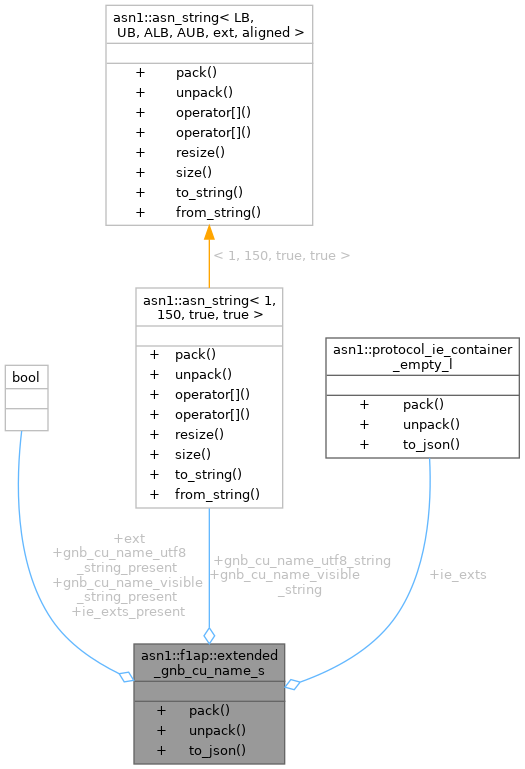 asn1::asn_string< LB,
UB, ALB, AUB, ext, aligned >
+ pack()
+ unpack()
+ operator[]()
+ operator[]()
+ resize()
+ size()
+ to_string()
+ from_string()
< 1, 150, true, true >
asn1::asn_string< 1,
150, true, true >
+ pack()
+ unpack()
+ operator[]()
+ operator[]()
+ resize()
+ size()
+ to_string()
+ from_string()
asn1::protocol_ie_container
_empty_l
+ pack()
+ unpack()
+ to_json()
bool
+ext
+gnb_cu_name_utf8
_string_present
+gnb_cu_name_visible
_string_present
+ie_exts_present
+gnb_cu_name_utf8_string
+gnb_cu_name_visible
_string
+ie_exts
asn1::f1ap::extended
_gnb_cu_name_s
+ pack()
+ unpack()
+ to_json()